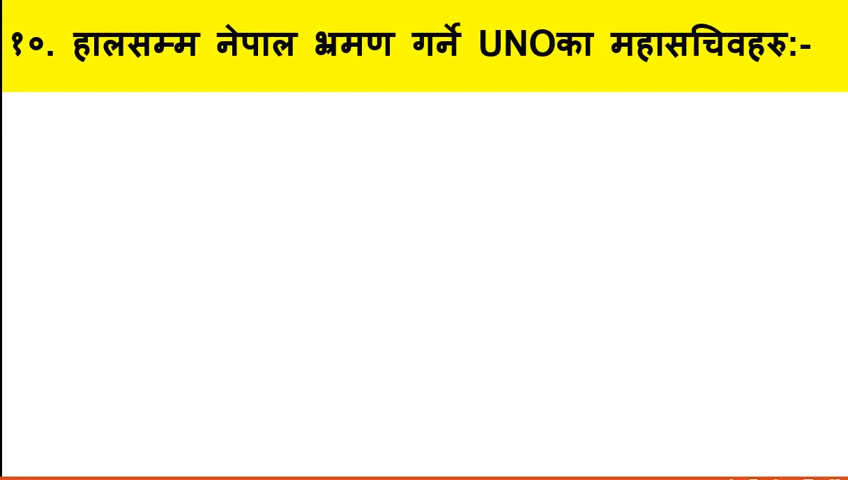 १०. हालसम्म नेपाल भ्रमण गर्ने UNOका महासचिवहरु:-